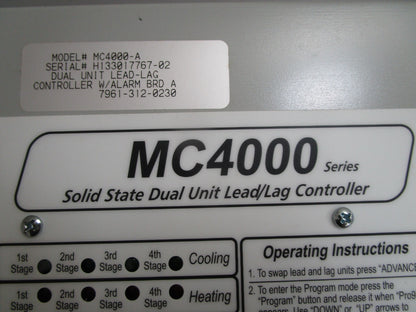 MODEL# MC4000-A
SERIAL# H133017767-02
DUAL UNIT LEAD-LAG
CONTROLLER W/ALARM BRD A
7961-312-0230
MC4000 Series
Solid State Dual Unit Lead/Lag Controller
1st Stage 2nd Stage 3rd Stage 4th Stage Cooling
1st Stage 2nd Stage 3rd Stage 4th Stage Heating
Operating Instructions
1. To swap lead and lag units press "ADVANC
2. To enter the Program mode press the
"Program" button and release it when "Pro9
appears. Use "DOWN" or "UP" arrows to